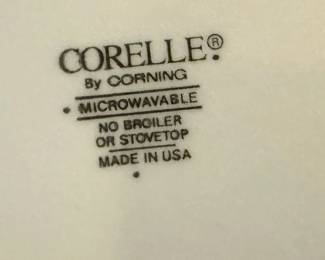 CORELLE®
By CORNING
MICROWAVABLE
NO BROILER
OR STOVETOP
MADE IN USA